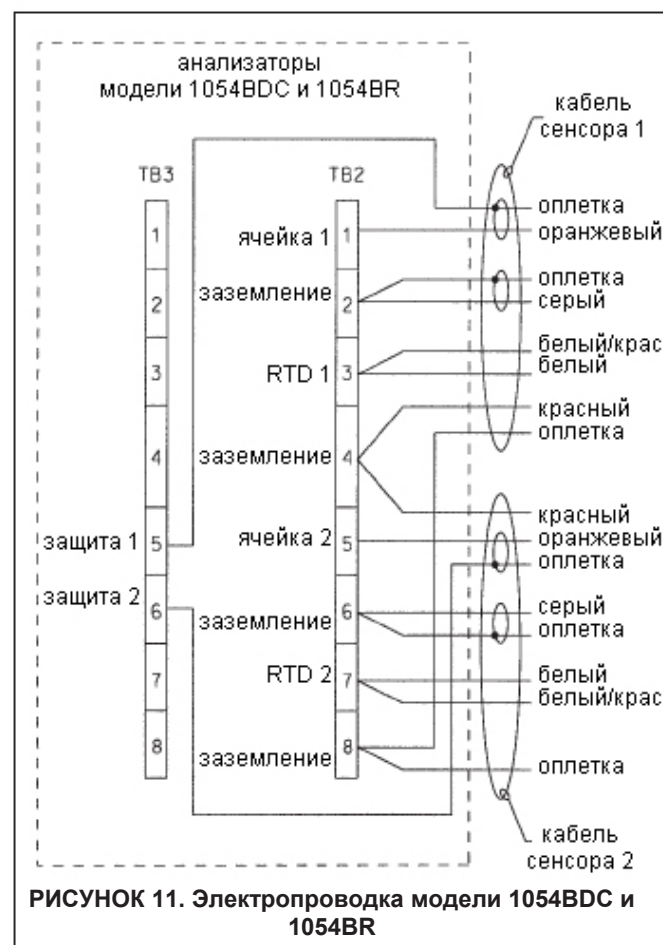 анализаторы
модели 1054BDC и 1054BR
кабель
сенсора 1
TB3
TB2
1
2
3
4
5
6
7
8
защита 1
защита 2
ячейка 1
1
заземление
2
RTD 1
3
заземление
4
ячейка 2
5
заземление
6
RTD 2
7
заземление
8
оплетка
оранжевый
оплетка
серый
белый/крас
белый
красный
оплетка
красный
оранжевый
оплетка
серый
оплетка
белый
белый/крас
оплетка
кабель
сенсора 2
РИСУНОК 11. Электропроводка модели 1054BDC и
1054BR